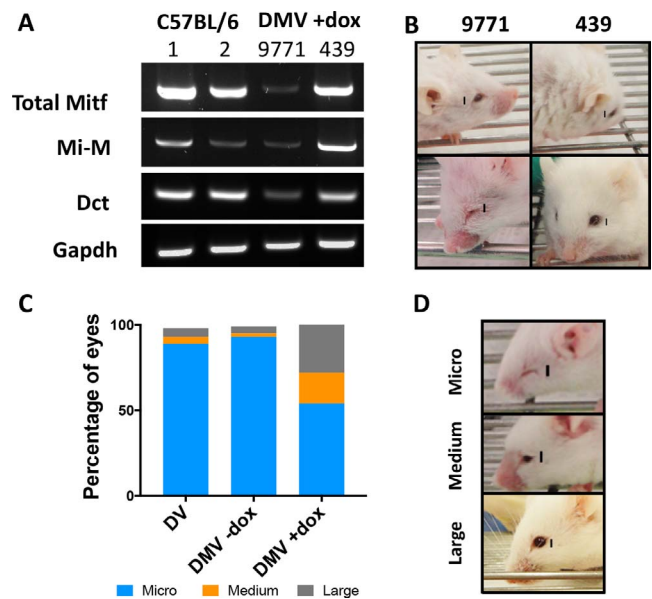 A
C57BL/6
DMV +dox
1
2
9771
439
Total Mitf
Mi-M
Dct
Gapdh
B
9771
439
C
Percentage of eyes
100
50
0
DV
DMV -dox
DMV +dox
Micro
Medium
Large
D
Micro
Medium
Large